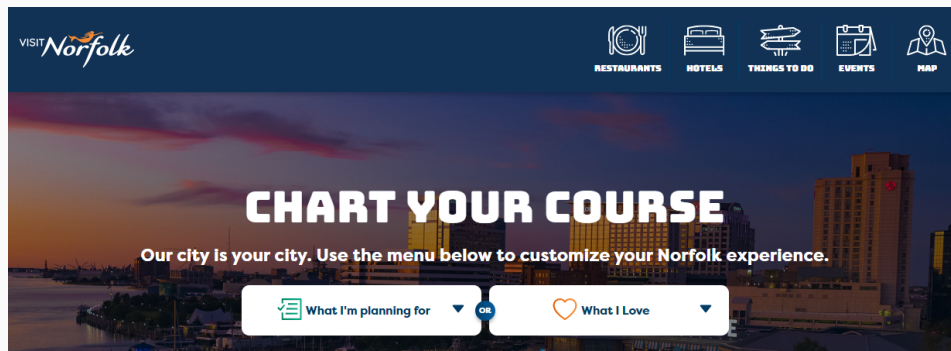 VISIT Norfolk
RESTAURANTS
HOTELS
THINGS TO DO
EVENTS
MAP
CHART YOUR COURSE
Our city is your city. Use the menu below to customize your Norfolk experience.
What I'm planning for
OR
What I Love